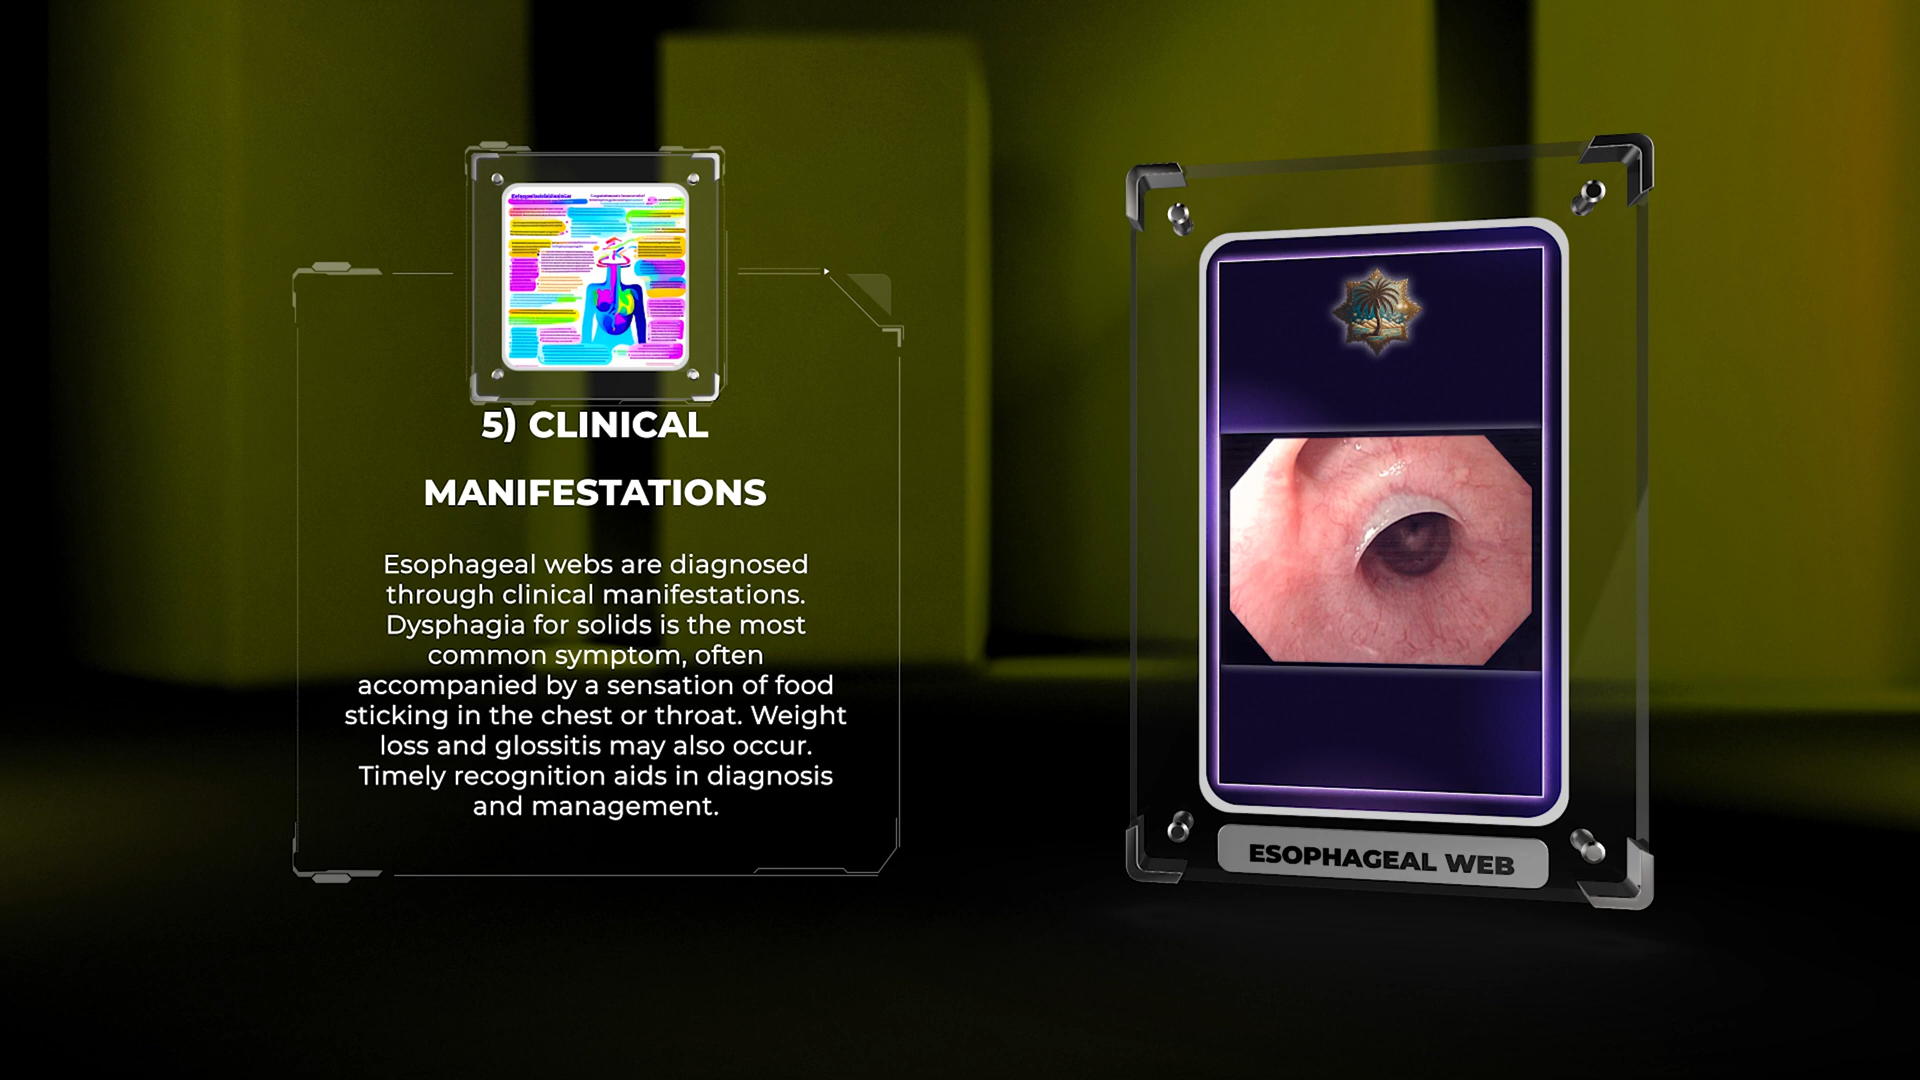 5) CLINICAL
MANIFESTATIONS
Esophageal webs are diagnosed
through clinical manifestations.
Dysphagia for solids is the most
common symptom, often
accompanied by a sensation of food
sticking in the chest or throat. Weight
loss and glossitis may also occur.
Timely recognition aids in diagnosis
and management.
ESOPHAGEAL WEB